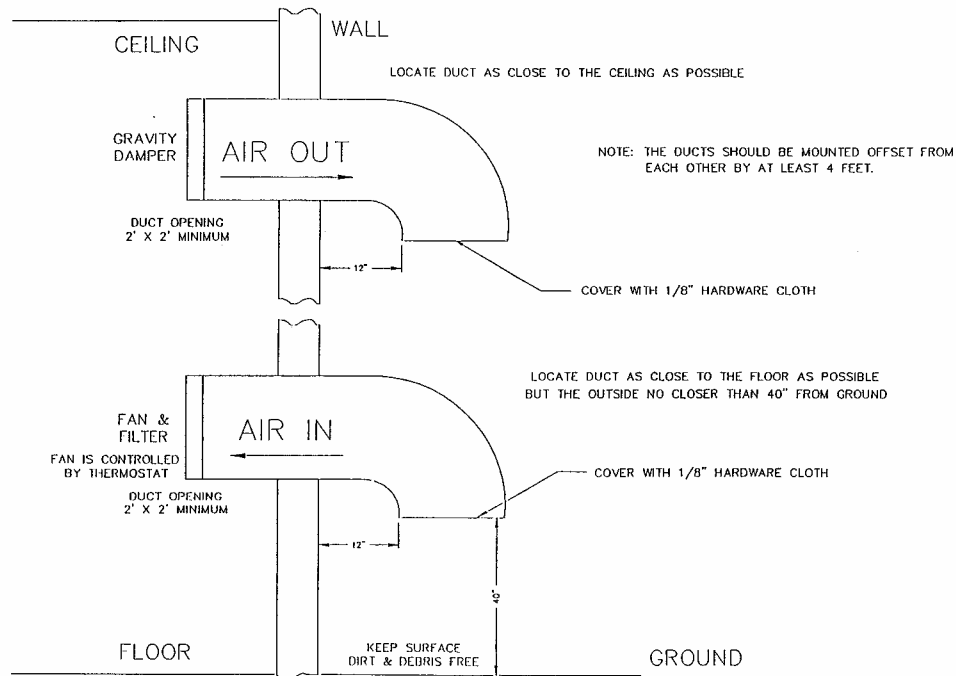 WALL
CEILING
LOCATE DUCT AS CLOSE TO THE CEILING AS POSSIBLE
GRAVITY
DAMPER
AIR OUT
NOTE: THE DUCTS SHOULD BE MOUNTED OFFSET FROM
EACH OTHER BY AT LEAST 4 FEET.
DUCT OPENING
2' X 2' MINIMUM
12"
COVER WITH 1/8" HARDWARE CLOTH
LOCATE DUCT AS CLOSE TO THE FLOOR AS POSSIBLE
BUT THE OUTSIDE NO CLOSER THAN 40" FROM GROUND
FAN &
FILTER
AIR IN
FAN IS CONTROLLED
BY THERMOSTAT
COVER WITH 1/8" HARDWARE CLOTH
DUCT OPENING
2' X 2' MINIMUM
12"
40"
KEEP SURFACE
DIRT & DEBRIS FREE
FLOOR
GROUND